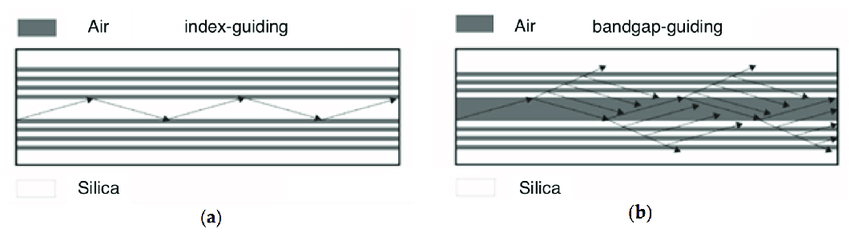 Air index-guiding
Silica
(a)
Air bandgap-guiding
Silica
(b)